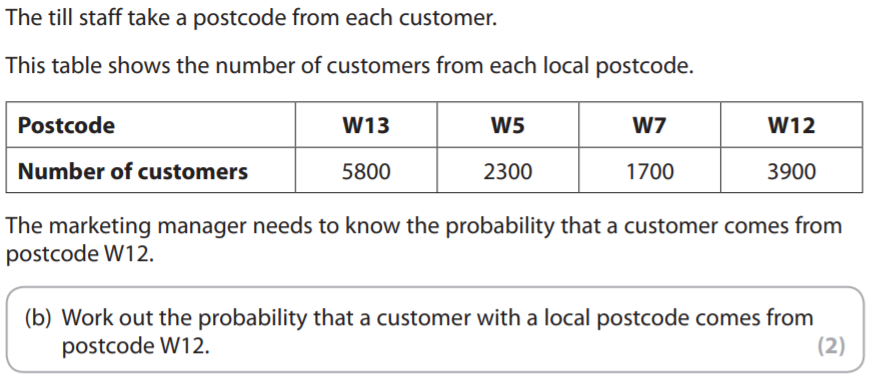 The till staff take a postcode from each customer.
This table shows the number of customers from each local postcode.
Postcode W13 W5 W7 W12
Number of customers 5800 2300 1700 3900
The marketing manager needs to know the probability that a customer comes from
postcode W12.
(b) Work out the probability that a customer with a local postcode comes from
postcode W12.
(2)